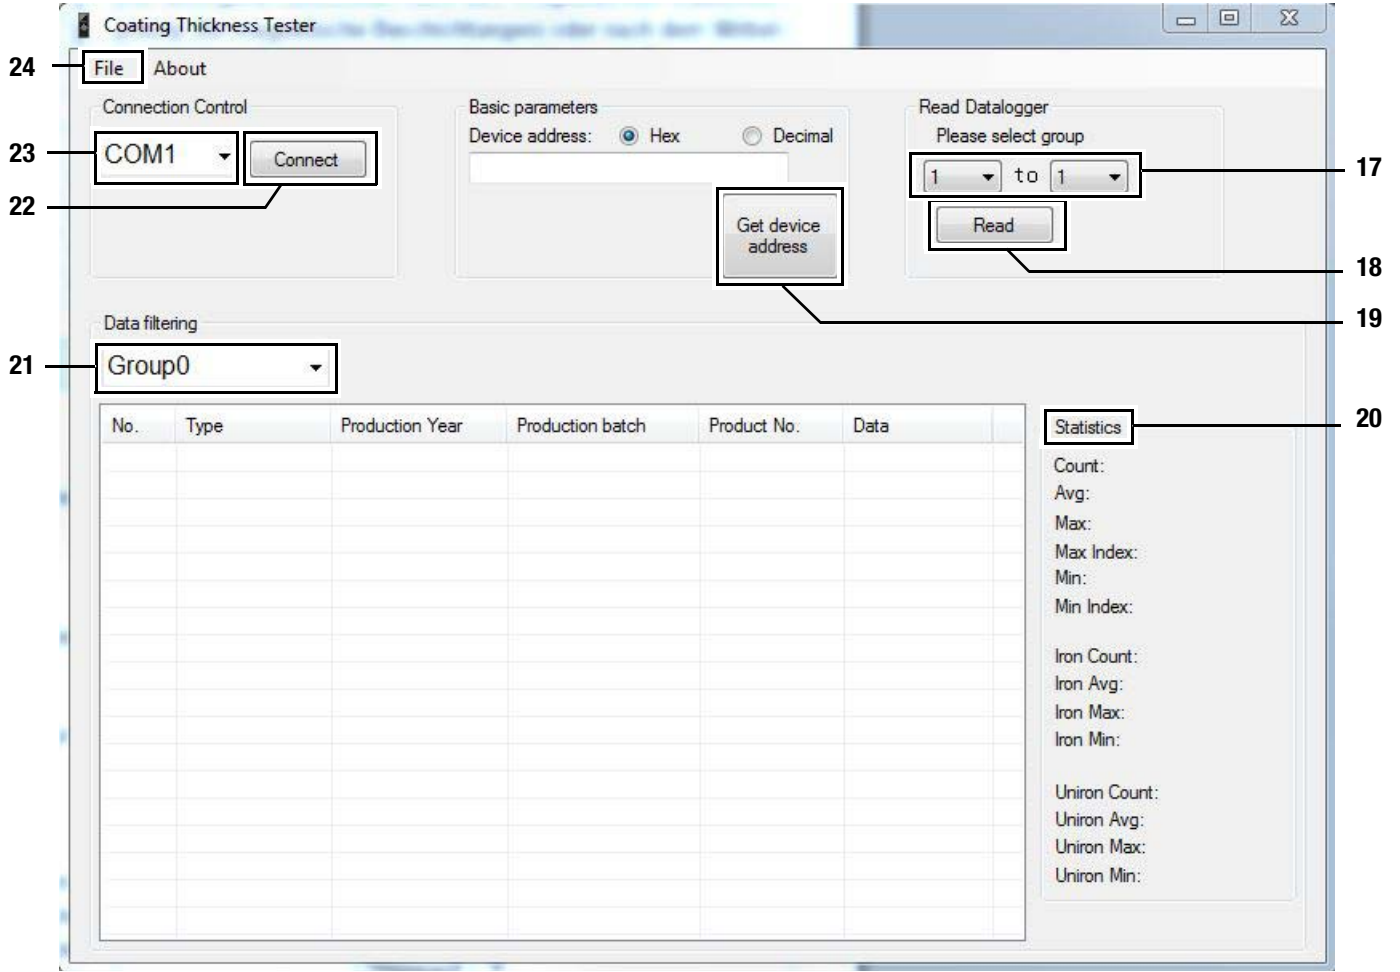 Coating Thickness Tester
24
File About
Connection Control
Basic parameters
Read Datalogger
Device address: Hex Decimal
Please select group
23
COM1
Connect
1 to 1
17
22
Get device
address
Read
18
19
Data filtering
21
Group0
No. Type Production Year Production batch Product No. Data
Statistics
20
Count:
Avg:
Max:
Max Index:
Min:
Min Index:
Iron Count:
Iron Avg:
Iron Max:
Iron Min:
Uniron Count:
Uniron Avg:
Uniron Max:
Uniron Min: